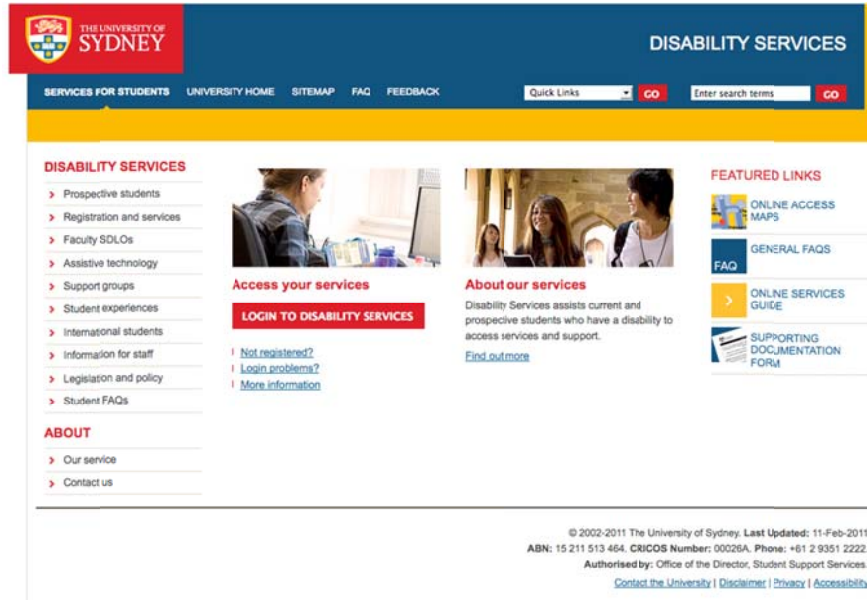 THE UNIVERSITY OF
SYDNEY
DISABILITY SERVICES
SERVICES FOR STUDENTS UNIVERSITY HOME SITEMAP FAQ FEEDBACK
Quick Links GO Enter search terms GO
DISABILITY SERVICES
Prospective students
Registration and services
Faculty SDLOs
Assistive technology
Support groups
Student experiences
International students
Information for staff
Legislation and policy
Student FAQs
ABOUT
Our service
Contact us
Access your services
LOGIN TO DISABILITY SERVICES
Not registered?
Login problems?
More information
About our services
Disability Services assists current and
prospective students who have a disability to
access services and support.
Find out more
FEATURED LINKS
ONLINE ACCESS
MAPS
FAQ
GENERAL FAQS
ONLINE SERVICES
GUIDE
SUPPORTING
DOCUMENTATION
FORM
© 2002-2011 The University of Sydney. Last Updated: 11-Feb-2011
ABN: 15 211 513 464. CRICOS Number: 00026A. Phone: +61 2 9351 2222.
Authorised by: Office of the Director, Student Support Services.
Contact the University | Disclaimer | Privacy | Accessibility